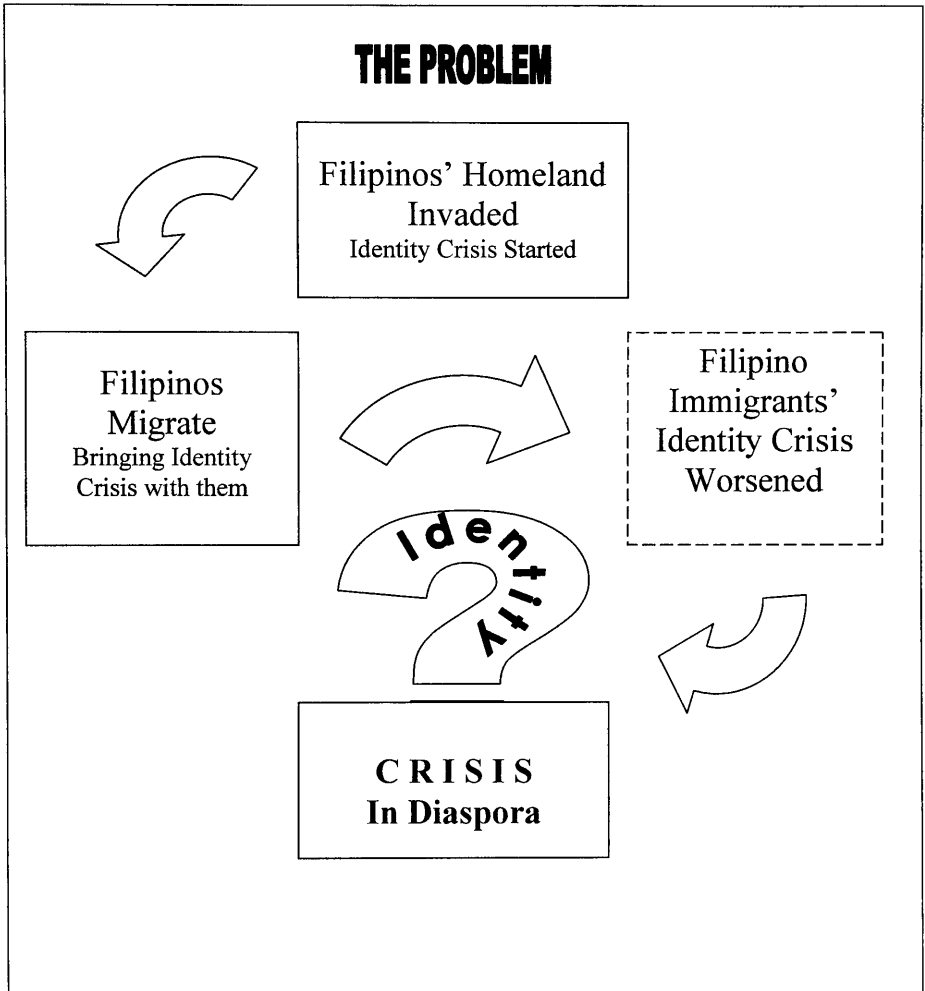 THE PROBLEM
Filipinos’ Homeland
Invaded
Identity Crisis Started
Filipinos
Migrate
Bringing Identity
Crisis with them
Filipino
Immigrants’
Identity Crisis
Worsened
Identity
C R I S I S
In Diaspora